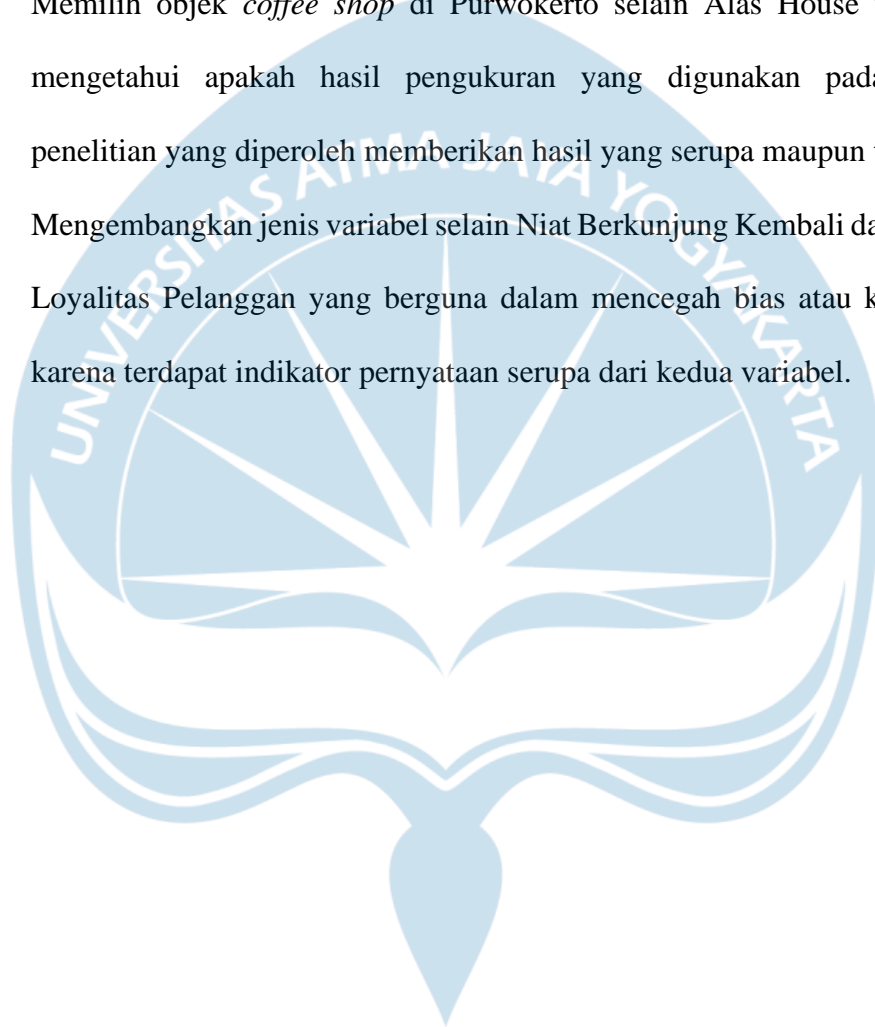 Memilih objek coffee shop di Purwokerto selain Alas House
mengetahui apakah hasil pengukuran yang digunakan pada
penelitian yang diperoleh memberikan hasil yang serupa maupun
Mengembangkan jenis variabel selain Niat Berkunjung Kembali
Loyalitas Pelanggan yang berguna dalam mencegah bias atau
karena terdapat indikator pernyataan serupa dari kedua variabel.
UNIVERSITAS ATMA JAYA YOGYAKARTA